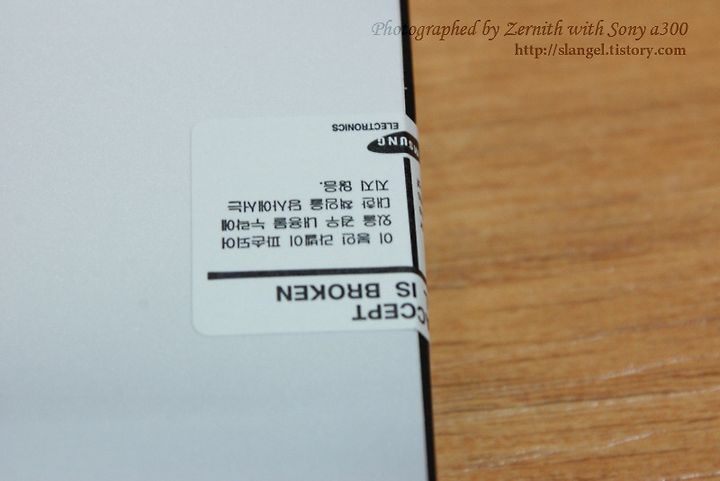 Photographed by Zernith with Sony a300
http://slangel.tistory.com
ACCEPT
IS BROKEN
이 봉인 라벨이 파손되어
있을 경우 내용물 누락에
대한 책임을 당사에서는
지지 않음.
MSUNG
ELECTRONICS